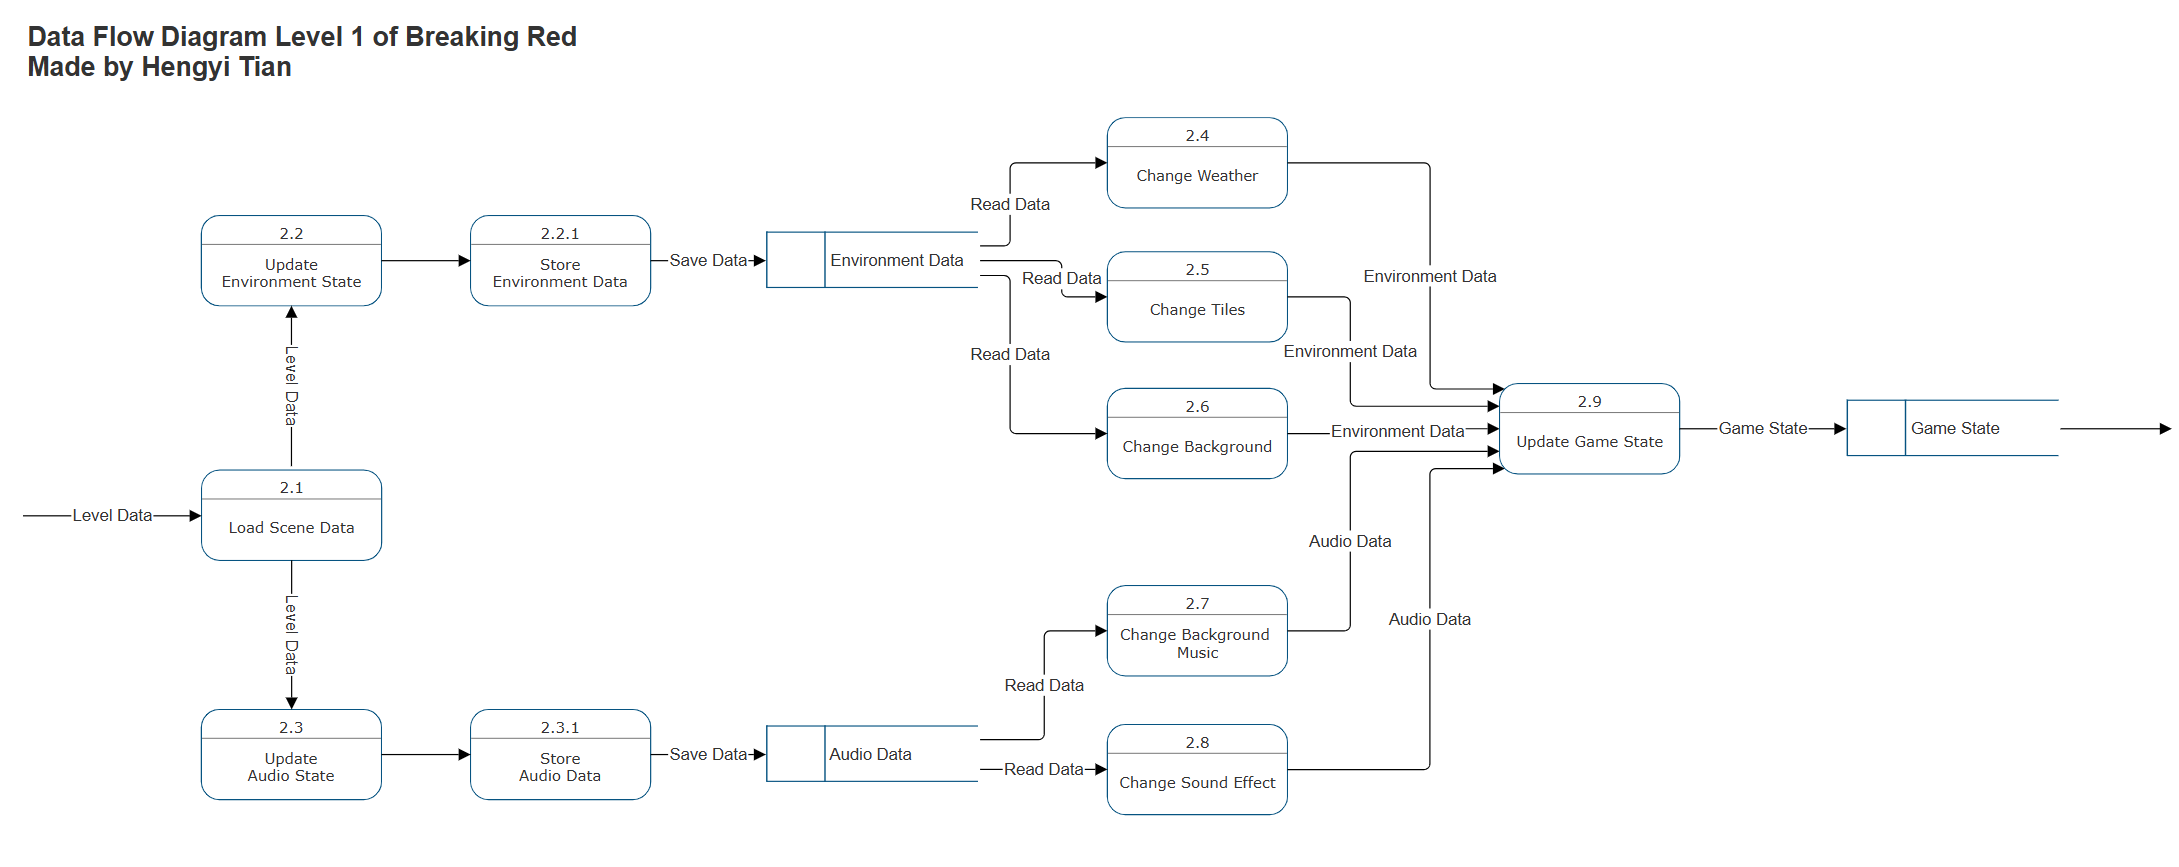 Data Flow Diagram Level 1 of Breaking Red
Made by Hengyi Tian
2.4
Change Weather
Read Data
2.2
Update
Environment State
2.2.1
Store
Environment Data
Save Data
Environment Data
Read Data
2.5
Change Tiles
Environment Data
Environment Data
Read Data
Level Data
2.6
Change Background
Environment Data
2.9
Update Game State
Game State
Game State
Level Data
2.1
Load Scene Data
Audio Data
Level Data
2.7
Change Background
Music
Audio Data
Read Data
2.3
Update
Audio State
2.3.1
Store
Audio Data
Save Data
Audio Data
Read Data
2.8
Change Sound Effect